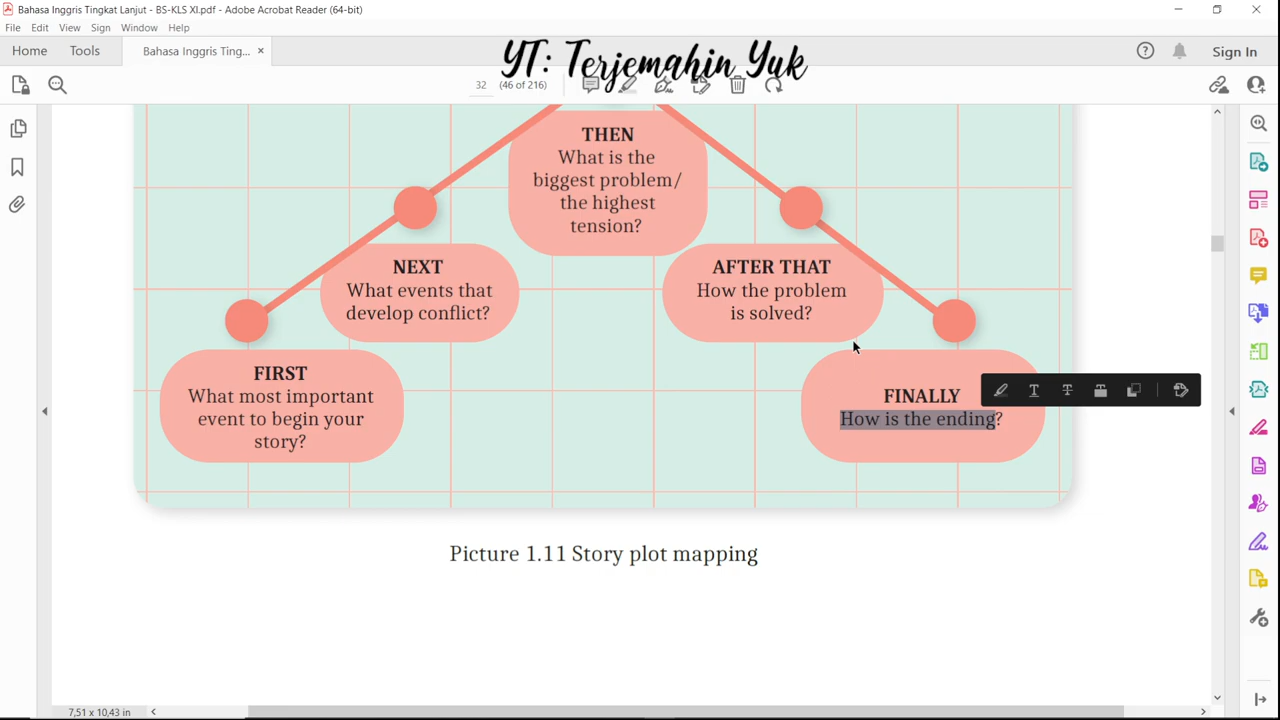 Bahasa Inggris Tingkat Lanjut - BS-KLS XI.pdf - Adobe Acrobat Reader (64-bit)
File Edit View Sign Window Help
Home Tools Bahasa Inggris Ting... × Sign In
YT: Terjemahin Yuk
32 (46 of 216)
THEN
What is the
biggest problem/
the highest
tension?
NEXT
What events that
develop conflict?
AFTER THAT
How the problem
is solved?
FIRST
What most important
event to begin your
story?
FINALLY
How is the ending?
Picture 1.11 Story plot mapping
7,51 x 10,43 in